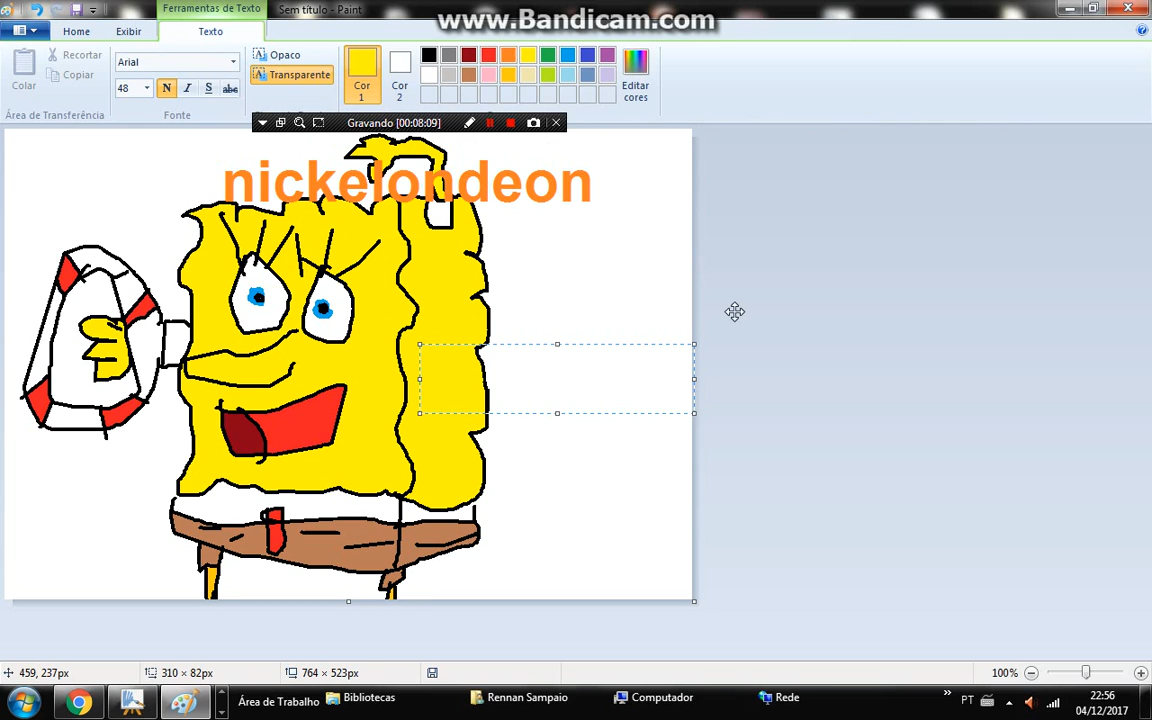 Ferramentas de Texto
Sem título - Paint
www.Bandicam.com
Home
Exibir
Texto
Colar
Recortar
Copiar
Área de Transferência
Arial
48
N
I
S
abc
Fonte
Opaco
Transparente
Cor 1
Cor 2
Editar cores
Gravando [00:08:09]
nickelondeon
459, 237px
310 × 82px
764 × 523px
100%
Área de Trabalho
Bibliotecas
Rennan Sampaio
Computador
Rede
PT
22:56
04/12/2017